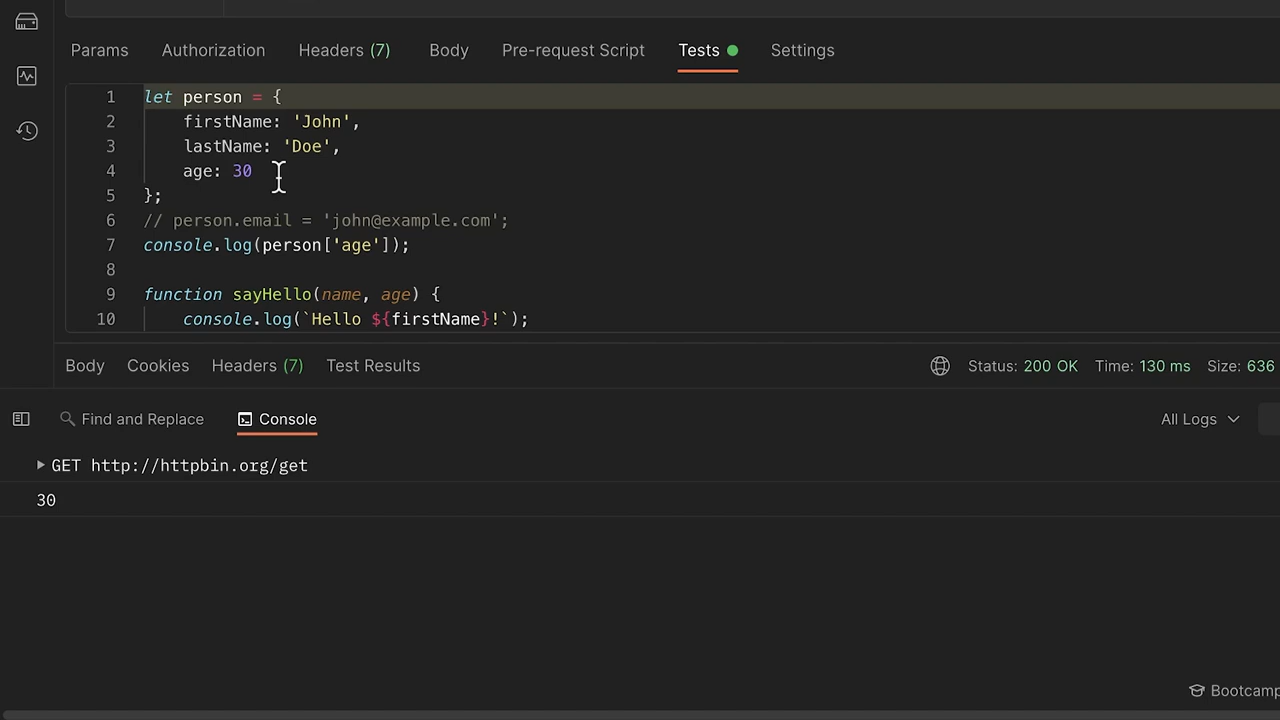 Params Authorization Headers (7) Body Pre-request Script Tests Settings
1 let person = {
2 firstName: 'John',
3 lastName: 'Doe',
4 age: 30
5 };
6 // person.email = 'john@example.com';
7 console.log(person['age']);
8
9 function sayHello(name, age) {
10 console.log(`Hello ${firstName}!`);
Body Cookies Headers (7) Test Results Status: 200 OK Time: 130 ms Size: 636
Find and Replace Console All Logs
GET http://httpbin.org/get
30
Bootcamp